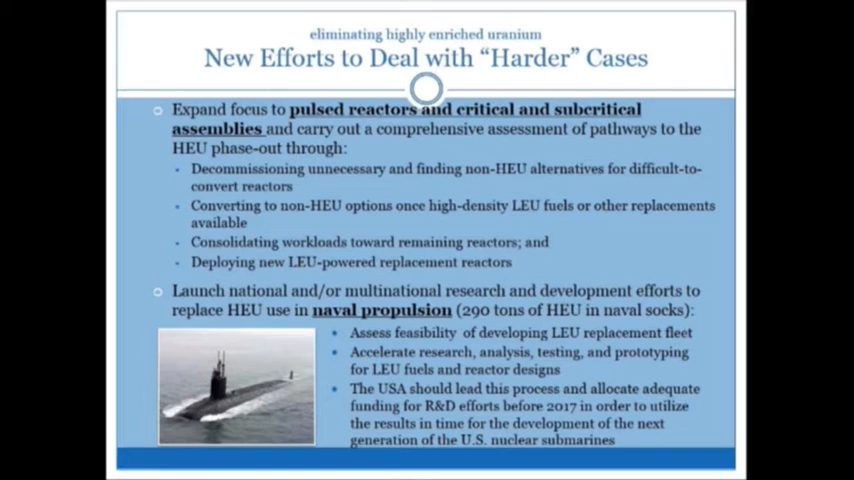 eliminating highly enriched uranium
New Efforts to Deal with “Harder” Cases
Expand focus to pulsed reactors and critical and subcritical
assemblies and carry out a comprehensive assessment of pathways to the
HEU phase-out through:
Decommissioning unnecessary and finding non-HEU alternatives for difficult-to-
convert reactors
Converting to non-HEU options once high-density LEU fuels or other replacements
available
Consolidating workloads toward remaining reactors; and
Deploying new LEU-powered replacement reactors
Launch national and/or multinational research and development efforts to
replace HEU use in naval propulsion (290 tons of HEU in naval socks):
Assess feasibility of developing LEU replacement fleet
Accelerate research, analysis, testing, and prototyping
for LEU fuels and reactor designs
The USA should lead this process and allocate adequate
funding for R&D efforts before 2017 in order to utilize
the results in time for the development of the next
generation of the U.S. nuclear submarines